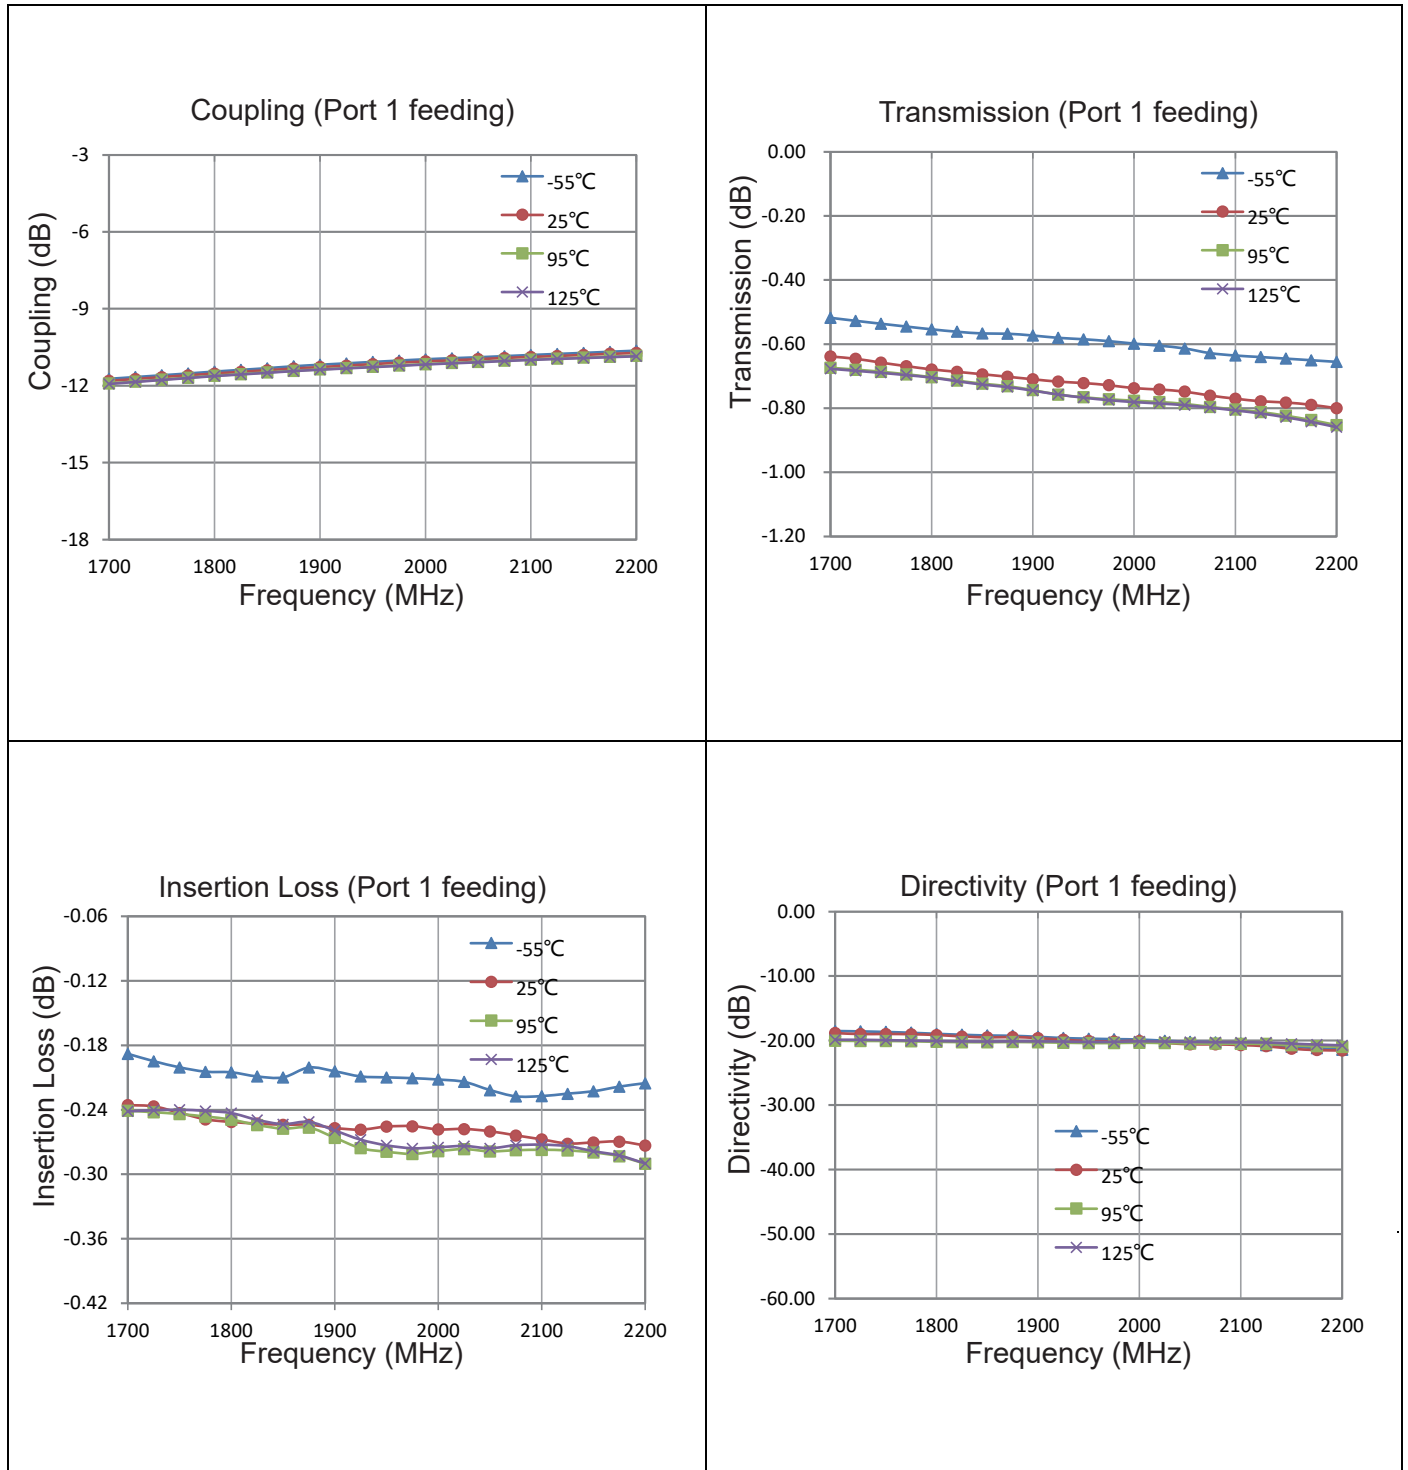 Coupling (Port 1 feeding)
-3
-6
-9
-12
-15
-18
Coupling (dB)
-55℃
25℃
95℃
125℃
1700 1800 1900 2000 2100 2200
Frequency (MHz)
Transmission (Port 1 feeding)
0.00
-0.20
-0.40
-0.60
-0.80
-1.00
-1.20
Transmission (dB)
-55℃
25℃
95℃
125℃
1700 1800 1900 2000 2100 2200
Frequency (MHz)
Insertion Loss (Port 1 feeding)
-0.06
-0.12
-0.18
-0.24
-0.30
-0.36
-0.42
Insertion Loss (dB)
-55℃
25℃
95℃
125℃
1700 1800 1900 2000 2100 2200
Frequency (MHz)
Directivity (Port 1 feeding)
0.00
-10.00
-20.00
-30.00
-40.00
-50.00
-60.00
Directivity (dB)
-55℃
25℃
95℃
125℃
1700 1800 1900 2000 2100 2200
Frequency (MHz)